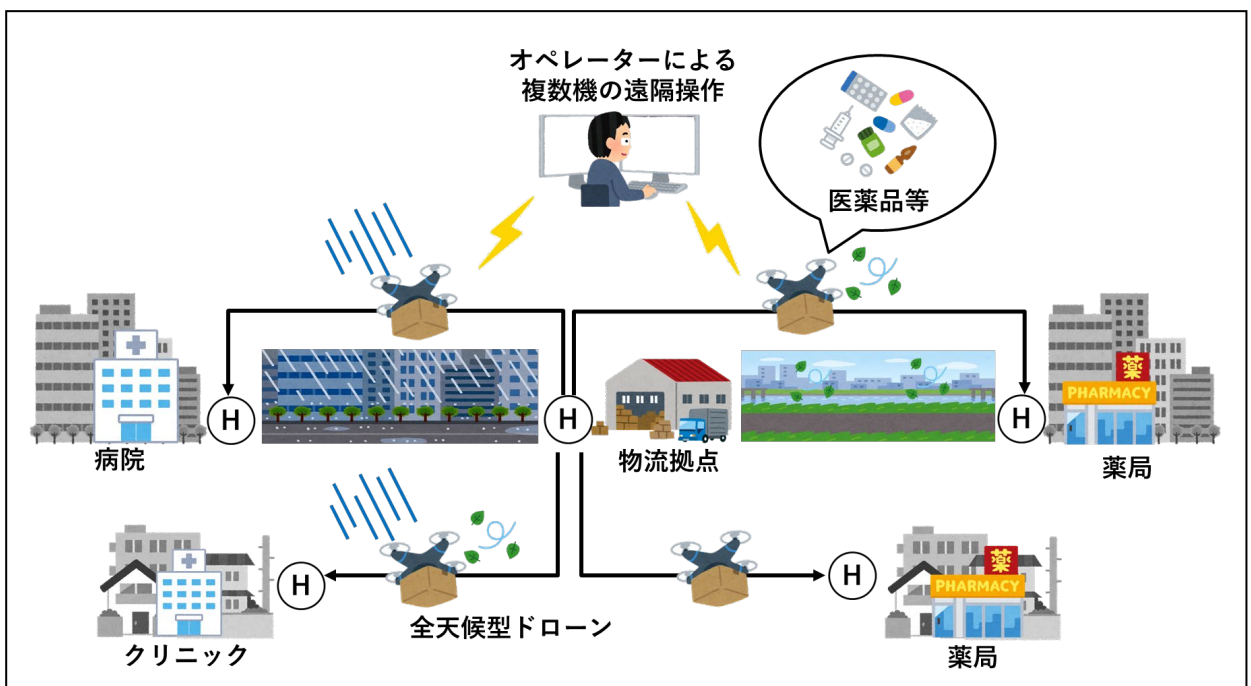 オペレーターによる
複数機の遠隔操作
医薬品等
薬
PHARMACY
H
H
H
病院
物流拠点
薬局
薬
PHARMACY
H
H
全天候型ドローン
クリニック
薬局